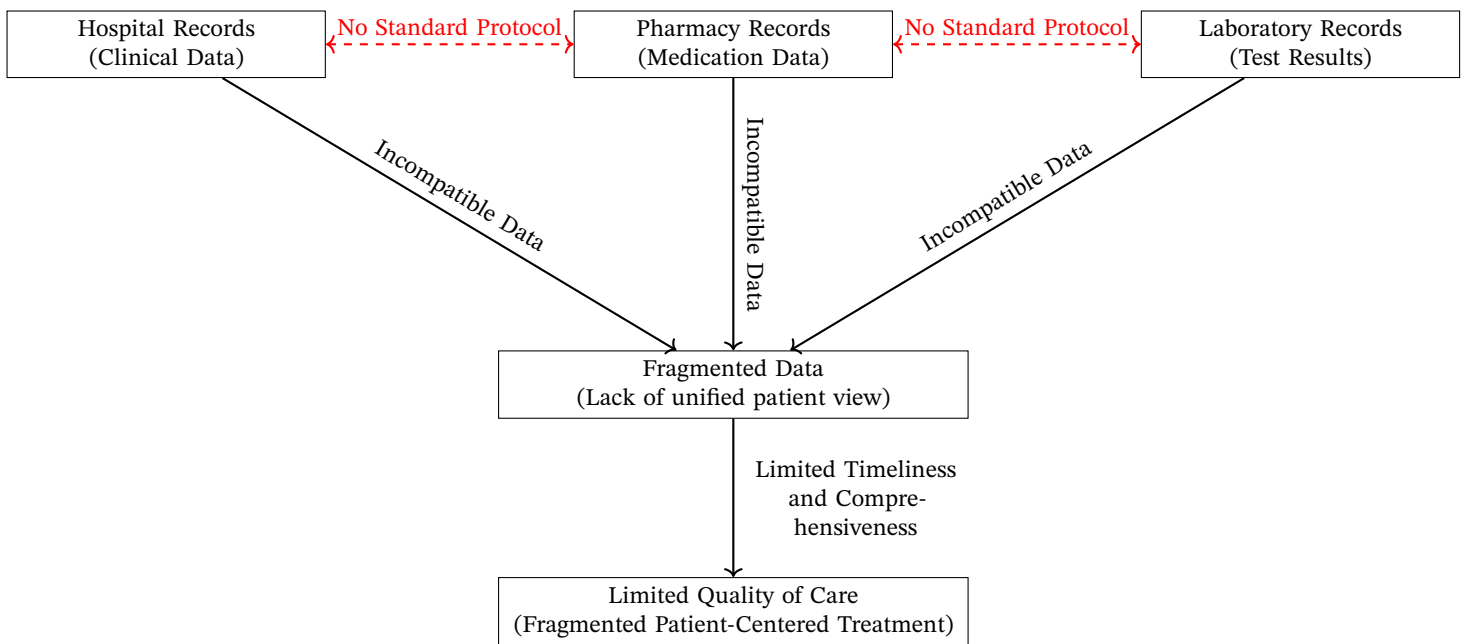 Hospital Records
(Clinical Data)
No Standard Protocol
Pharmacy Records
(Medication Data)
No Standard Protocol
Laboratory Records
(Test Results)
Incompatible Data
Incompatible Data
Incompatible Data
Fragmented Data
(Lack of unified patient view)
Limited Timeliness
and Compre-
hensiveness
Limited Quality of Care
(Fragmented Patient-Centered Treatment)